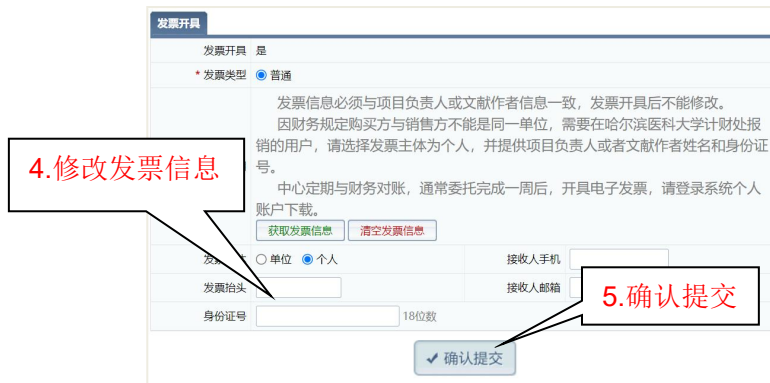 发票开具
发票开具 是
* 发票类型 普通
发票信息必须与项目负责人或文献作者信息一致，发票开具后不能修改。
因财务规定购买方与销售方不能是同一单位，需要在哈尔滨医科大学计财处报
销的用户，请选择发票主体为个人，并提供项目负责人或者文献作者姓名和身份证
号。
中心定期与财务对账，通常委托完成一周后，开具电子发票，请登录系统个人
账户下载。
4.修改发票信息
获取发票信息 清空发票信息
单位 个人 接收人手机
发票抬头 接收人邮箱
5.确认提交
身份证号 18位数
确认提交